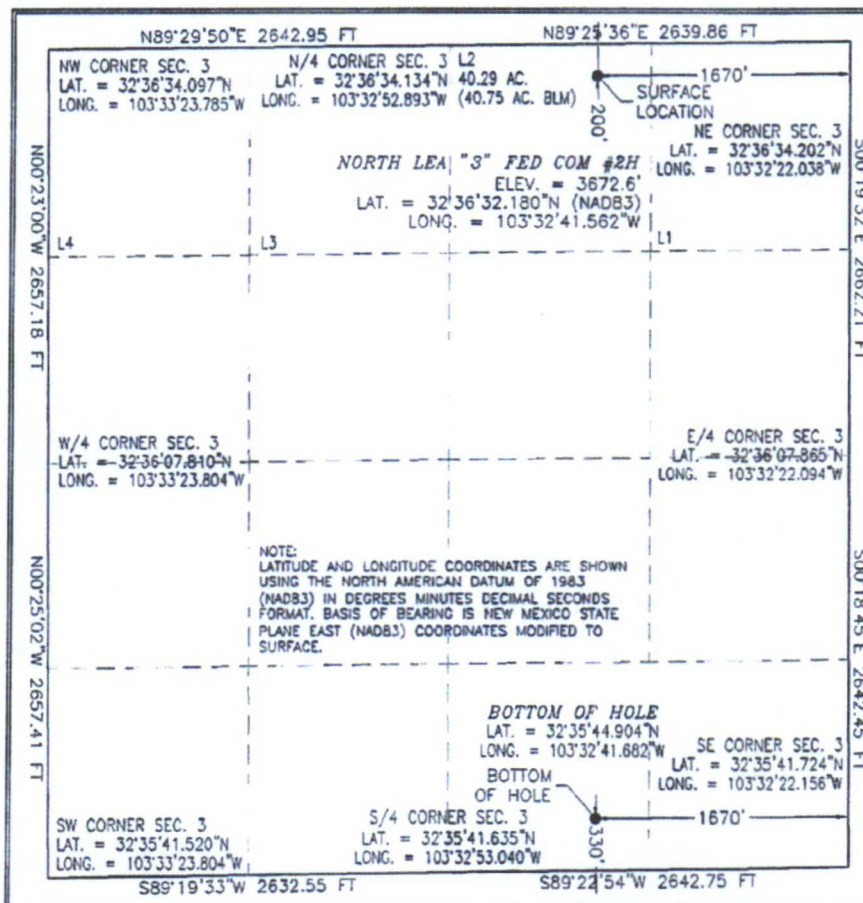 N89°29'50"E 2642.95 FT
N89°25'36"E 2639.86 FT
NW CORNER SEC. 3
LAT. = 32°36'34.097"N
LONG. = 103°33'23.785"W
N/4 CORNER SEC. 3
LAT. = 32°36'34.134"N
LONG. = 103°32'52.893"W
L2
40.29 AC.
(40.75 AC. BLM)
1670'
SURFACE
LOCATION
200'
NE CORNER SEC. 3
LAT. = 32°36'34.202"N
LONG. = 103°32'22.038"W
NORTH LEA "3" FED COM #2H
ELEV. = 3672.6'
LAT. = 32°36'32.180"N (NAD83)
LONG. = 103°32'41.562"W
L4
L3
L1
N00°23'00"W 2657.18 FT
S00°19'32"E 2662.21 FT
W/4 CORNER SEC. 3
LAT. = 32°36'07.810"N
LONG. = 103°33'23.804"W
E/4 CORNER SEC. 3
LAT. = 32°36'07.865"N
LONG. = 103°32'22.094"W
NOTE:
LATITUDE AND LONGITUDE COORDINATES ARE SHOWN
USING THE NORTH AMERICAN DATUM OF 1983
(NAD83) IN DEGREES MINUTES DECIMAL SECONDS
FORMAT. BASIS OF BEARING IS NEW MEXICO STATE
PLANE EAST (NAD83) COORDINATES MODIFIED TO
SURFACE.
N00°25'02"W 2657.41 FT
S00°18'45"E 2642.45 FT
BOTTOM OF HOLE
LAT. = 32°35'44.904"N
LONG. = 103°32'41.682"W
SE CORNER SEC. 3
LAT. = 32°35'41.724"N
LONG. = 103°32'22.156"W
BOTTOM
OF HOLE
1670'
330'
SW CORNER SEC. 3
LAT. = 32°35'41.520"N
LONG. = 103°33'23.804"W
S/4 CORNER SEC. 3
LAT. = 32°35'41.635"N
LONG. = 103°32'53.040"W
S89°19'33"W 2632.55 FT
S89°22'54"W 2642.75 FT